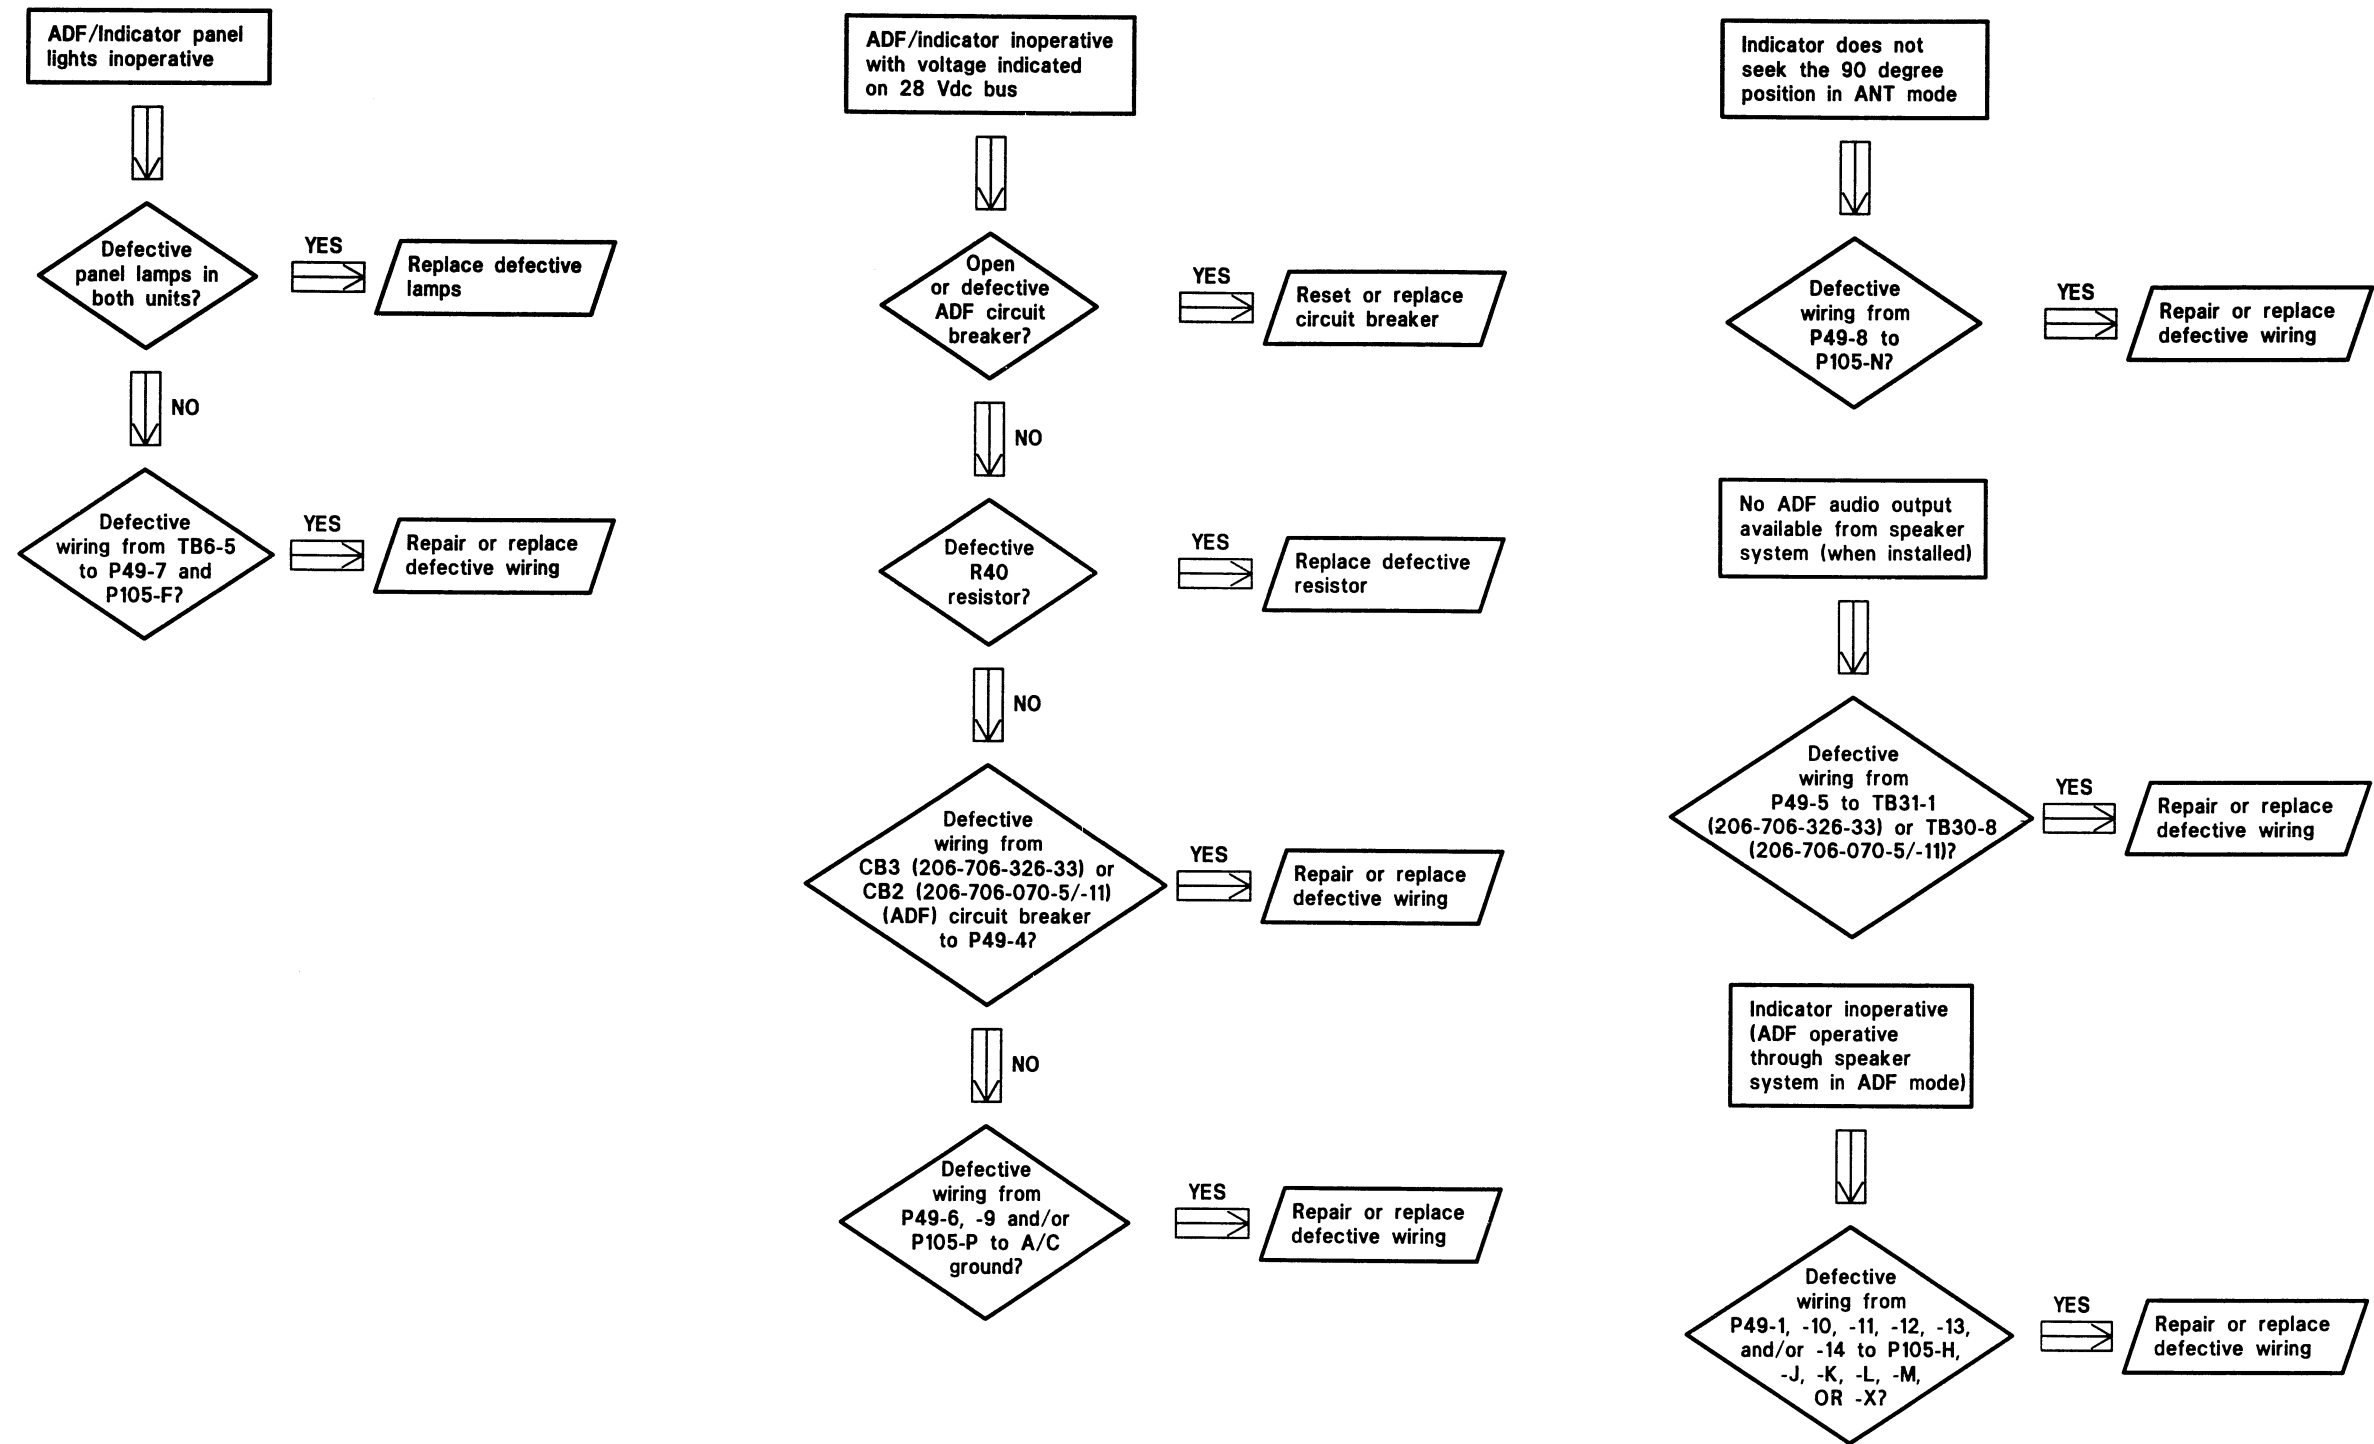 ADF/Indicator panel
lights inoperative
Defective
panel lamps in
both units?
YES
Replace defective
lamps
NO
Defective
wiring from TB6-5
to P49-7 and
P105-F?
YES
Repair or replace
defective wiring
ADF/indicator inoperative
with voltage indicated
on 28 Vdc bus
Open
or defective
ADF circuit
breaker?
YES
Reset or replace
circuit breaker
NO
Defective
R40
resistor?
YES
Replace defective
resistor
NO
Defective
wiring from
CB3 (206-706-326-33) or
CB2 (206-706-070-5/-11)
(ADF) circuit breaker
to P49-4?
YES
Repair or replace
defective wiring
NO
Defective
wiring from
P49-6, -9 and/or
P105-P to A/C
ground?
YES
Repair or replace
defective wiring
Indicator does not
seek the 90 degree
position in ANT mode
Defective
wiring from
P49-8 to
P105-N?
YES
Repair or replace
defective wiring
No ADF audio output
available from speaker
system (when installed)
Defective
wiring from
P49-5 to TB31-1
(206-706-326-33) or TB30-8
(206-706-070-5/-11)?
YES
Repair or replace
defective wiring
Indicator inoperative
(ADF operative
through speaker
system in ADF mode)
Defective
wiring from
P49-1, -10, -11, -12, -13,
and/or -14 to P105-H,
-J, -K, -L, -M,
OR -X?
YES
Repair or replace
defective wiring